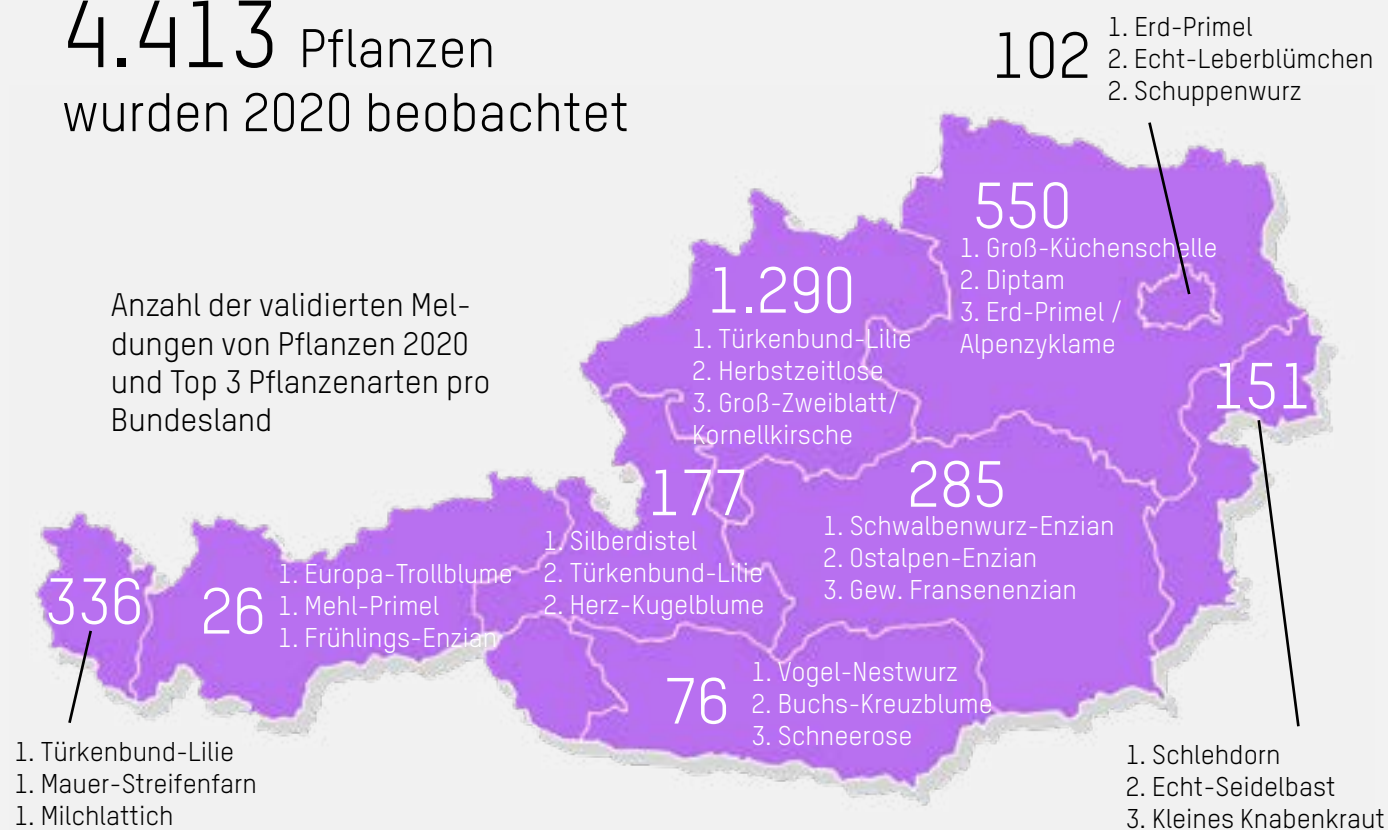 4.413 Pflanzen
wurden 2020 beobachtet
Anzahl der validierten Mel-
dungen von Pflanzen 2020
und Top 3 Pflanzenarten pro
Bundesland
102
1. Erd-Primel
2. Echt-Leberblümchen
2. Schuppenwurz
550
1. Groß-Küchenschelle
2. Diptam
3. Erd-Primel /
Alpenzyklame
1.290
1. Türkenbund-Lilie
2. Herbstzeitlose
3. Groß-Zweiblatt/
Kornellkirsche
151
1. Schlehdorn
2. Echt-Seidelbast
3. Kleines Knabenkraut
177
1. Silberdistel
2. Türkenbund-Lilie
2. Herz-Kugelblume
285
1. Schwalbenwurz-Enzian
2. Ostalpen-Enzian
3. Gew. Fransenenzian
336
1. Türkenbund-Lilie
1. Mauer-Streifenfarn
1. Milchlattich
26
1. Europa-Trollblume
1. Mehl-Primel
1. Frühlings-Enzian
76
1. Vogel-Nestwurz
2. Buchs-Kreuzblume
3. Schneerose